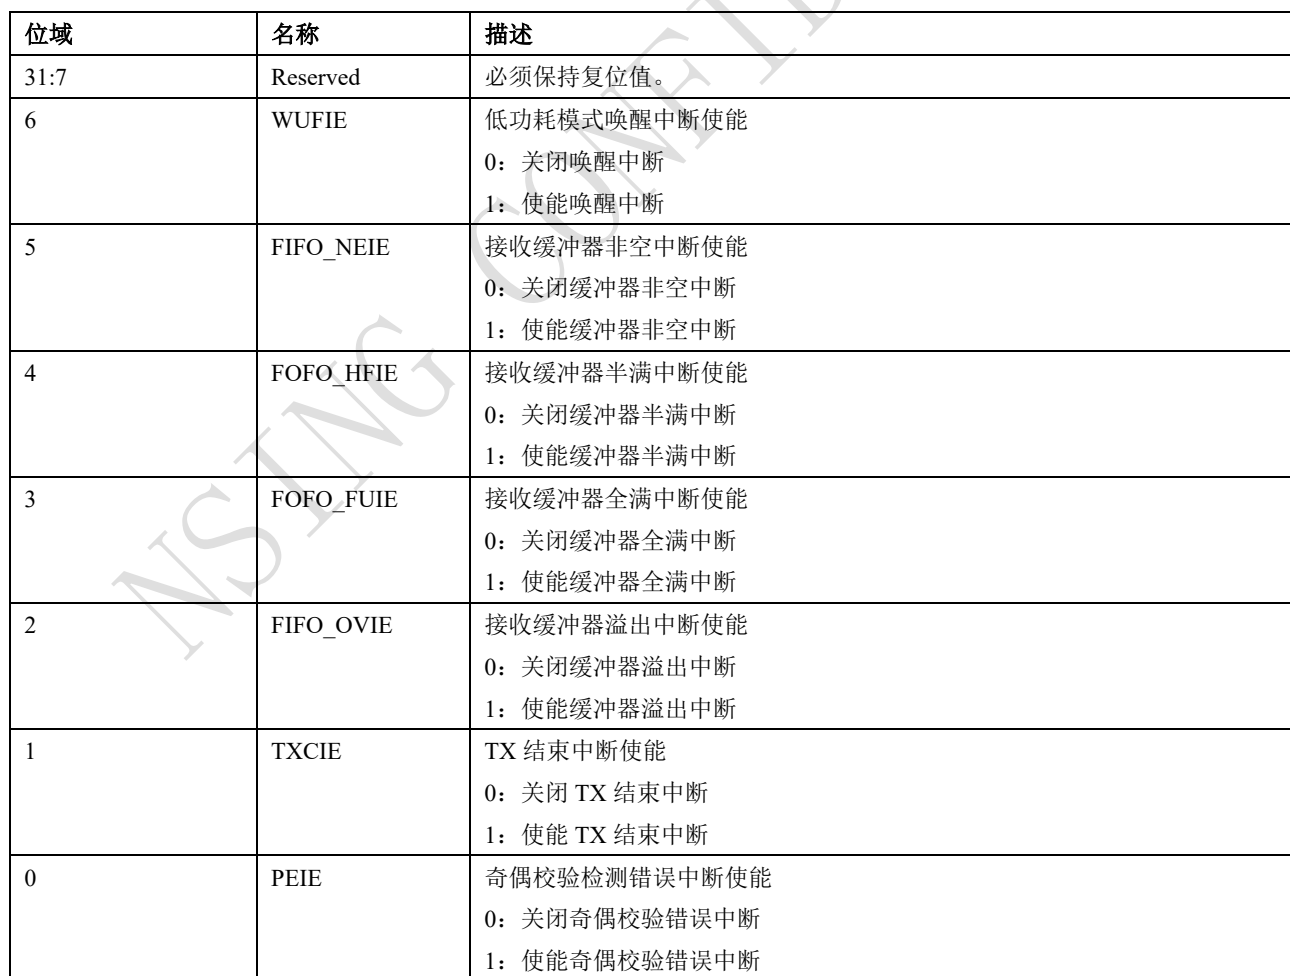 位域 名称 描述
31:7 Reserved 必须保持复位值。
6 WUFIE 低功耗模式唤醒中断使能
0：关闭唤醒中断
1：使能唤醒中断
5 FIFO_NEIE 接收缓冲器非空中断使能
0：关闭缓冲器非空中断
1：使能缓冲器非空中断
4 FOFO_HFIE 接收缓冲器半满中断使能
0：关闭缓冲器半满中断
1：使能缓冲器半满中断
3 FOFO_FUIE 接收缓冲器全满中断使能
0：关闭缓冲器全满中断
1：使能缓冲器全满中断
2 FIFO_OVIE 接收缓冲器溢出中断使能
0：关闭缓冲器溢出中断
1：使能缓冲器溢出中断
1 TXCIE TX 结束中断使能
0：关闭 TX 结束中断
1：使能 TX 结束中断
0 PEIE 奇偶校验检测错误中断使能
0：关闭奇偶校验错误中断
1：使能奇偶校验错误中断
NSING CONFID